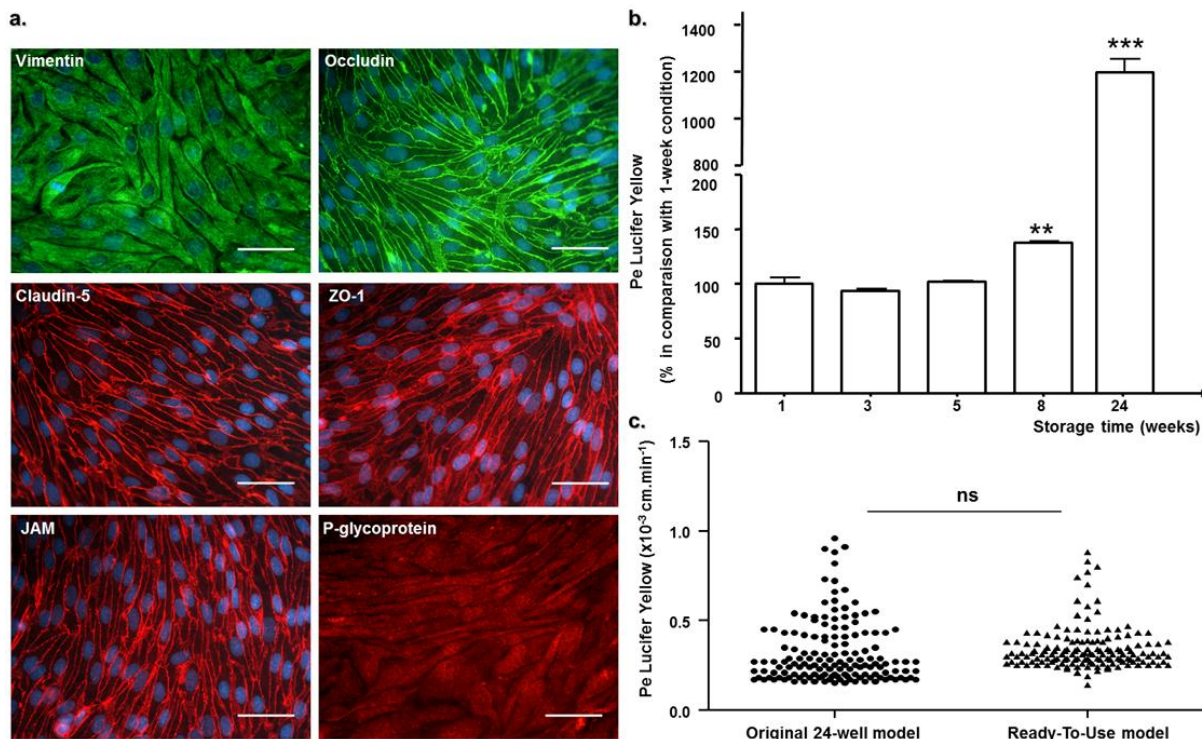 a.
Vimentin
Occludin
Claudin-5
ZO-1
JAM
P-glycoprotein
b.
Pe Lucifer Yellow
(% in comparaison with 1-week condition)
1400
1200
1000
800
200
150
100
50
0
**
***
1 3 5 8 24
Storage time (weeks)
c.
Pe Lucifer Yellow (x10⁻³ cm.min⁻¹)
1.5
1.0
0.5
0.0
ns
Original 24-well model Ready-To-Use model